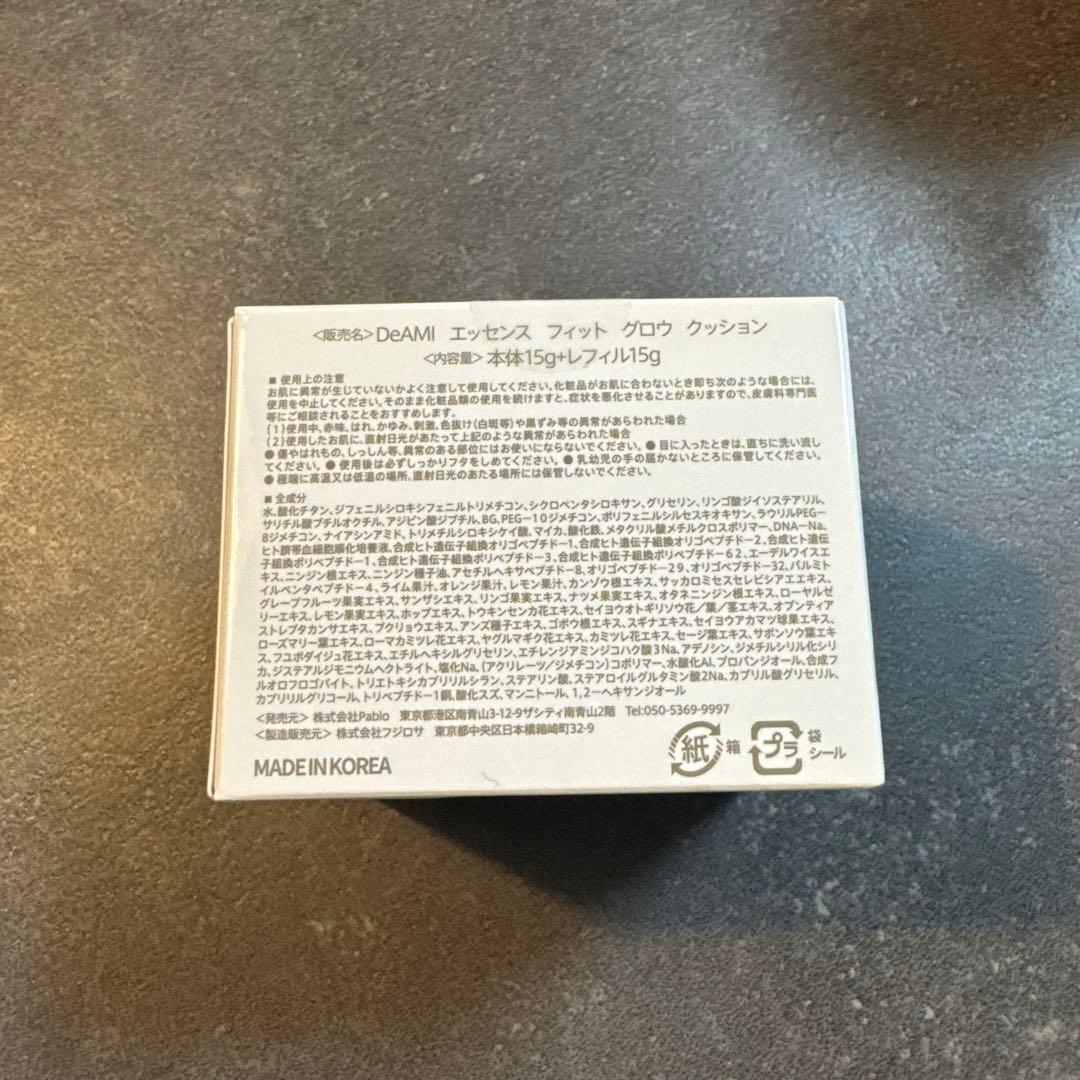 <販売名>DeAMI エッセンス フィット グロウ クッション
<内容量>本体15g+レフィル15g
■ 使用上の注意
お肌に異常が生じていないかよく注意して使用してください。化粧品がお肌に合わないとき即ち次のような場合には、
使用を中止してください。そのまま化粧品類の使用を続けますと、症状を悪化させることがありますので、皮膚科専門医
等にご相談されることをおすすめします。
(1)使用中、赤味、はれ、かゆみ、刺激、色抜け(白斑等)や黒ずみ等の異常があらわれた場合
(2)使用したお肌に、直射日光があたって上記のような異常があらわれた場合
● 傷やはれもの、しっしん等、異常のある部位にはお使いにならないでください。● 目に入ったときは、直ちに洗い流し
てください。● 使用後は必ずしっかりフタをしめてください。● 乳幼児の手の届かないところに保管してください。
● 極端に高温又は低温の場所、直射日光のあたる場所には保管しないでください。
■ 全成分
水、酸化チタン、ジフェニルシロキシフェニルトリメチコン、シクロペンタシロキサン、グリセリン、リンゴ酸ジイソステアリル、
サリチル酸ブチルオクチル、アジピン酸ジブチル、BG、PEG-10ジメチコン、ポリフェニルシルセスキオキサン、ラウリルPEG-
8ジメチコン、ナイアシンアミド、トリメチルシロキシケイ酸、マイカ、酸化鉄、メタクリル酸メチルクロスポリマー、DNA-Na、
ヒト臍帯血細胞順化培養液、合成ヒト遺伝子組換オリゴペプチド-1、合成ヒト遺伝子組換オリゴペプチド-2、合成ヒト遺伝
子組換ポリペプチド-1、合成ヒト遺伝子組換ポリペプチド-3、合成ヒト遺伝子組換ポリペプチド-62、エーデルワイスエ
キス、ニンジン根エキス、ニンジン種子油、アセチルヘキサペプチド-8、オリゴペプチド-29、オリゴペプチド-32、パルミト
イルペンタペプチド-4、ライム果汁、オレンジ果汁、レモン果汁、カンゾウ根エキス、サッカロミセスセレビシアエエキス、
グレープフルーツ果実エキス、サンザシエキス、リンゴ果実エキス、ナツメ果実エキス、オタネニンジン根エキス、ローヤルゼ
リーエキス、レモン果実エキス、ホップエキス、トウキンセンカ花エキス、セイヨウオトギリソウ花/葉/茎エキス、オプンティア
ストレプタカンサエキス、ブクリョウエキス、アンズ種子エキス、ゴボウ根エキス、スギナエキス、セイヨウアカマツ球果エキス、
ローズマリー葉エキス、ローマカミツレ花エキス、ヤグルマギク花エキス、カミツレ花エキス、セージ葉エキス、サボンソウ葉エキ
ス、フユボダイジュ花エキス、エチルヘキシルグリセリン、エチレンジアミンジコハク酸3Na、アデノシン、ジメチルシリル化シリ
カ、ジステアルジモニウムヘクトライト、塩化Na、(アクリレーツ/ジメチコン)コポリマー、水酸化Al、プロパンジオール、合成フ
ルオロフロゴパイト、トリエトキシカプリリルシラン、ステアリン酸、ステアロイルグルタミン酸2Na、カプリル酸グリセリル、
カプリリルグリコール、トリペプチド-1銅、酸化スズ、マンニトール、1,2-ヘキサンジオール
<発売元> 株式会社Pablo 東京都港区南青山3-12-9ザシティ南青山2階 Tel:050-5369-9997
<製造販売元> 株式会社フジロサ 東京都中央区日本橋箱崎町32-9
MADE IN KOREA
紙 箱
プラ 袋 シール